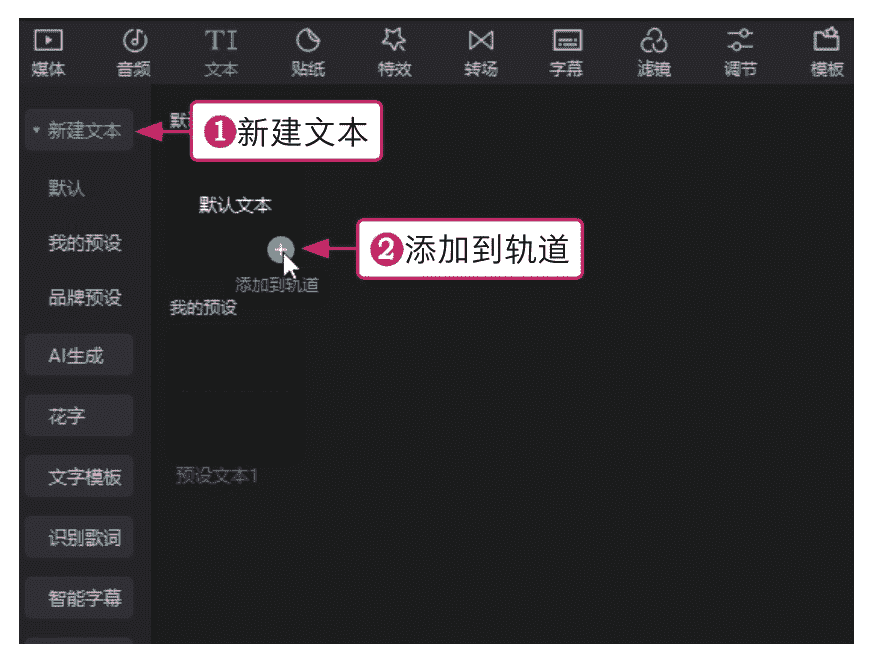 媒体 音频 TI 文本 贴纸 特效 转场 字幕 滤镜 调节 模板
新建文本
❶新建文本
默认
默认文本
我的预设
❷添加到轨道
添加到轨道
品牌预设
我的预设
AI生成
花字
文字模板
预设文本1
识别歌词
智能字幕